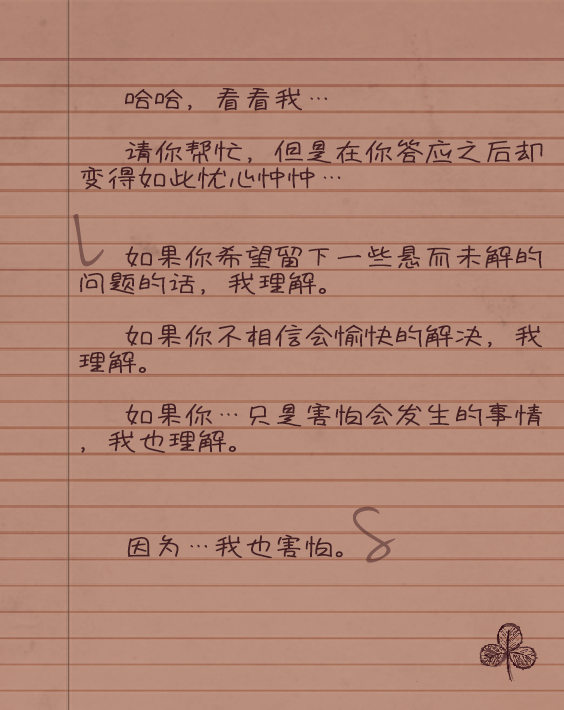 哈哈，看看我…
请你帮忙，但是在你答应之后却
变得如此忧心忡忡…
如果你希望留下一些悬而未解的
问题的话，我理解。
如果你不相信会愉快的解决，我
理解。
如果你…只是害怕会发生的事情
，我也理解。
因为…我也害怕。